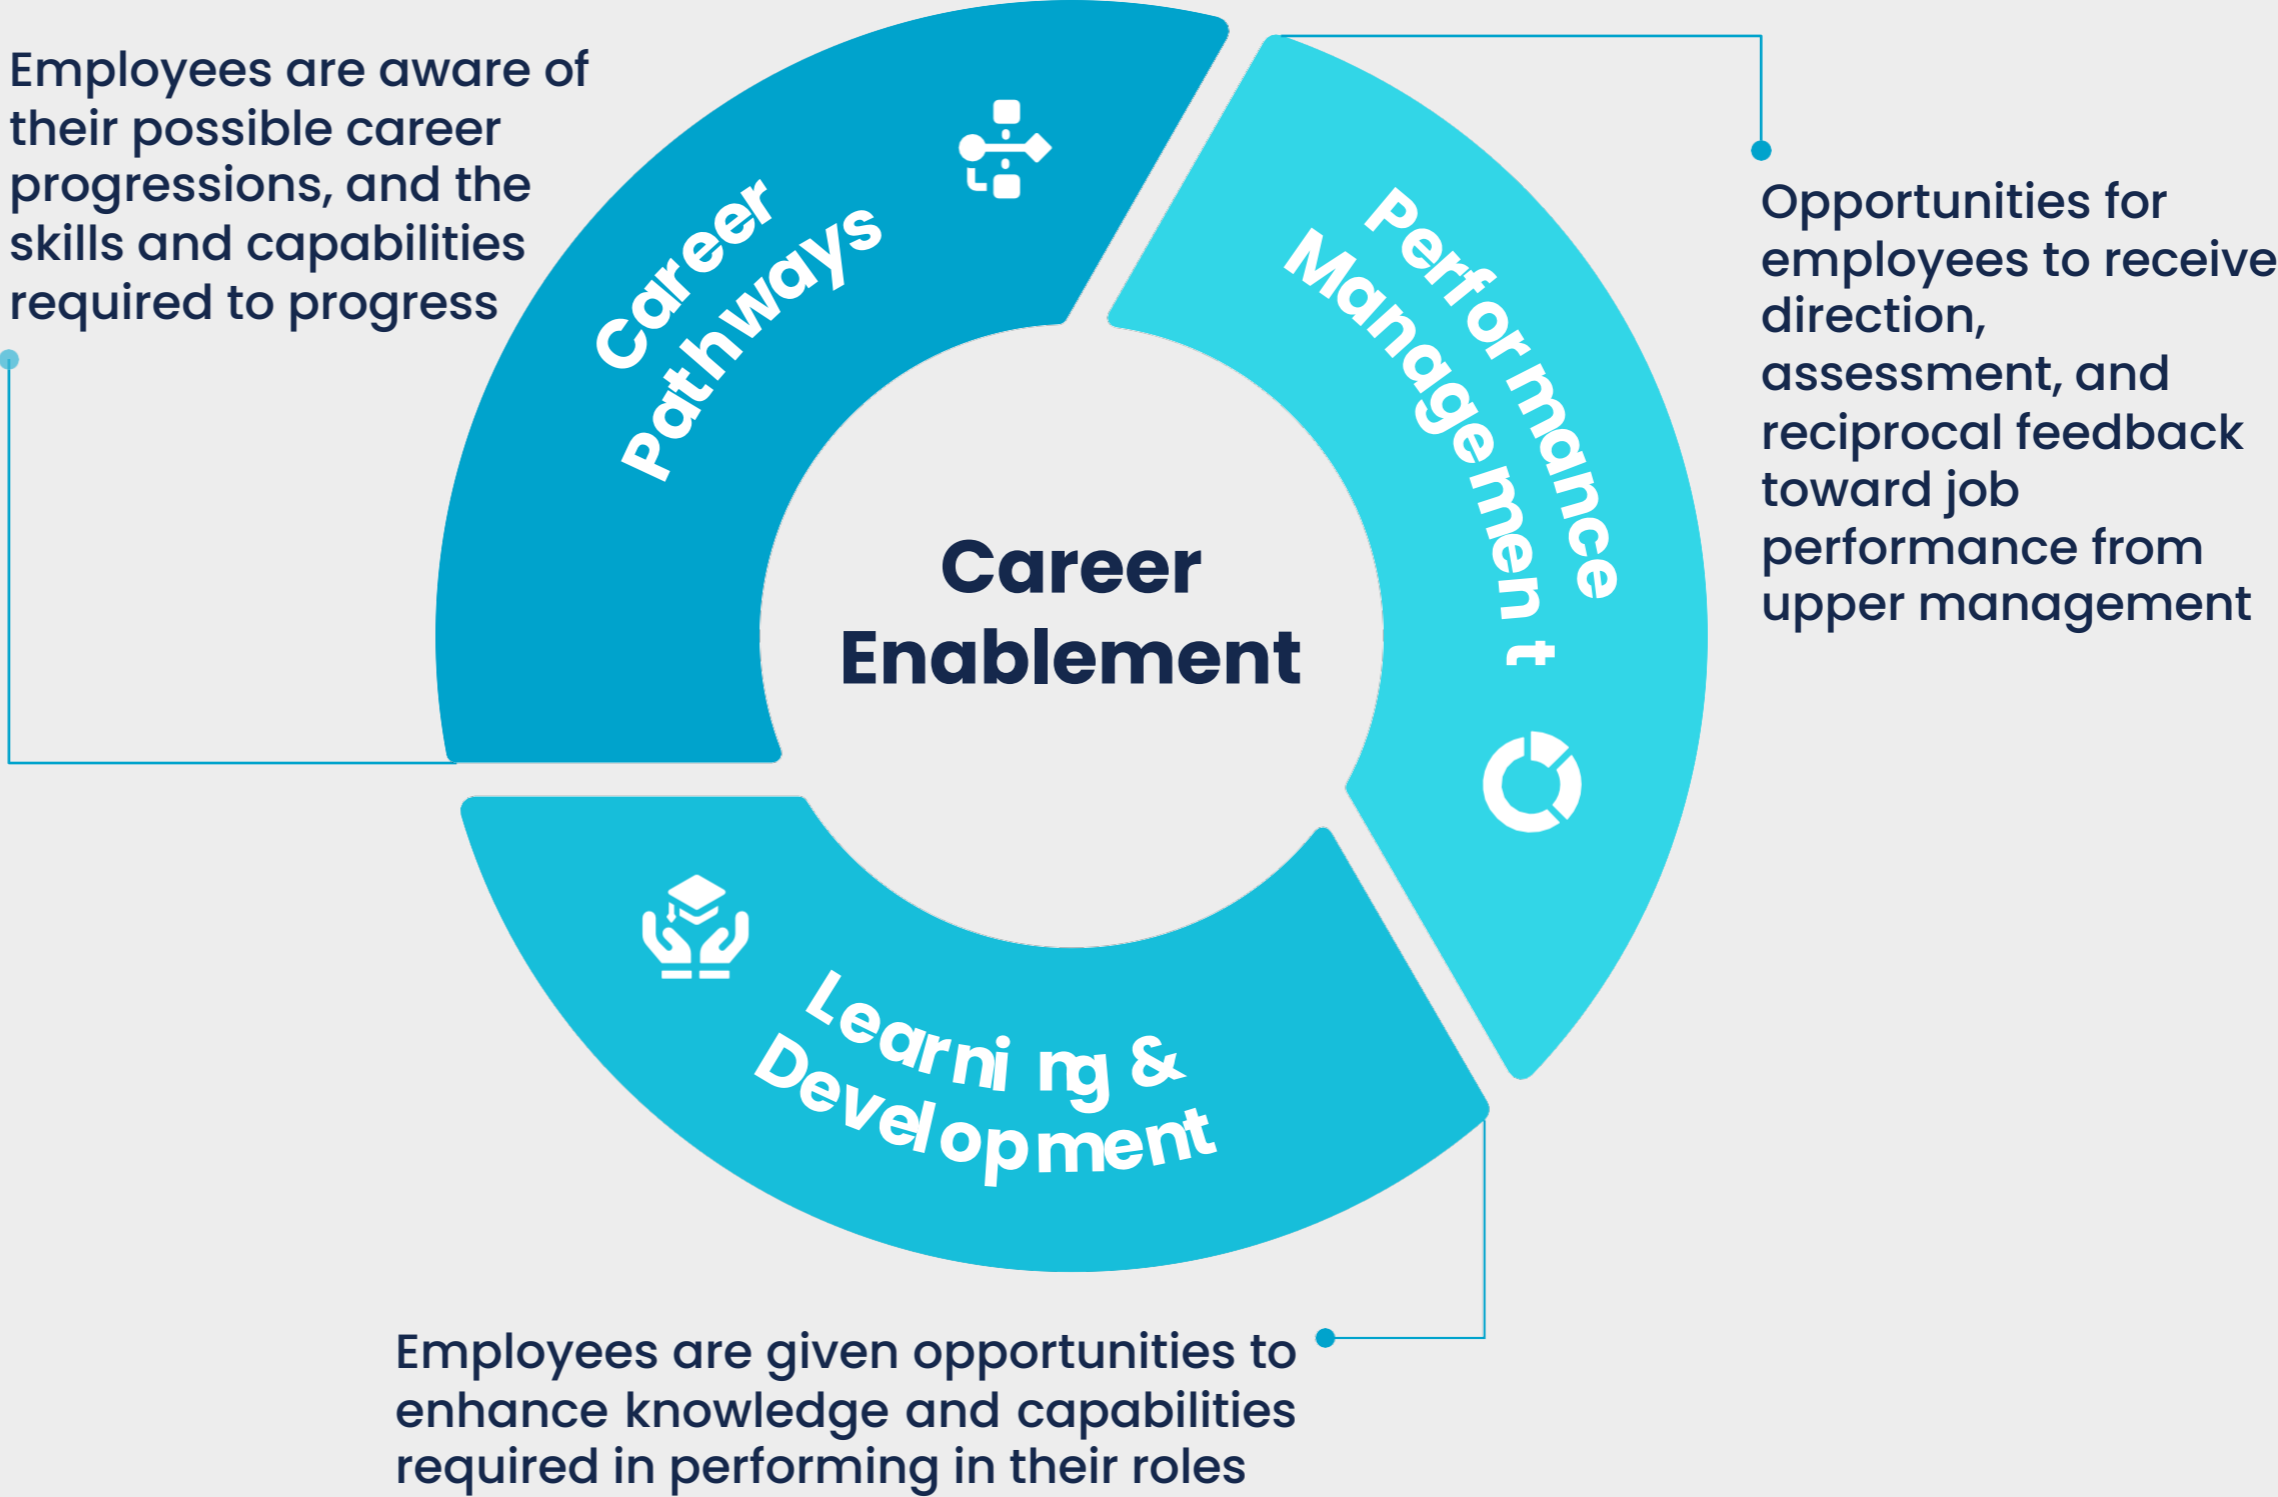 Employees are aware of
their possible career
progressions, and the
skills and capabilities
required to progress
Career
Pathways
Performance
Management
Opportunities for
employees to receive
direction,
assessment, and
reciprocal feedback
toward job
performance from
upper management
Career
Enablement
Learning &
Development
Employees are given opportunities to
enhance knowledge and capabilities
required in performing in their roles